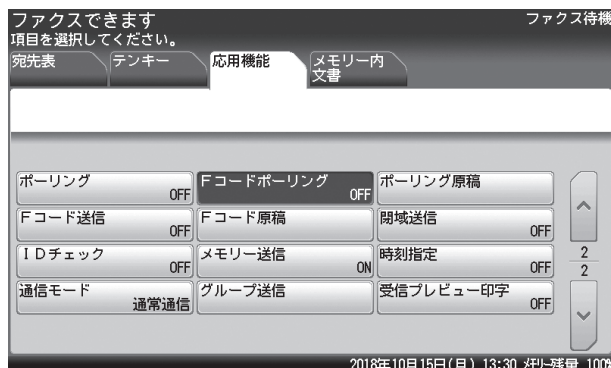 ファクスできます
ファクス待機
項目を選択してください。
宛先表
テンキー
応用機能
メモリー内
文書
ポーリング
OFF
Fコードポーリング
OFF
ポーリング原稿
Fコード送信
OFF
Fコード原稿
閉域送信
OFF
IDチェック
OFF
メモリー送信
ON
時刻指定
OFF
通信モード
通常通信
グループ送信
受信プレビュー印字
OFF
2
2
2018年10月15日(月) 13:30 メモリー残量 100%